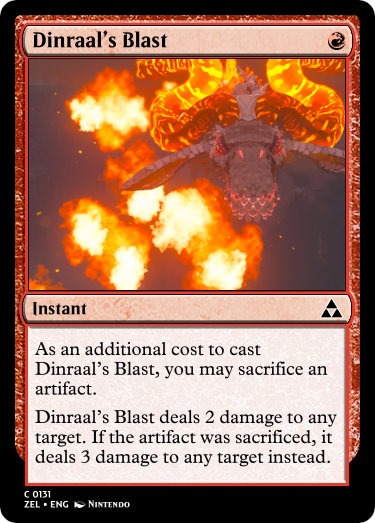 Dinraal's Blast
Instant
As an additional cost to cast
Dinraal's Blast, you may sacrifice an
artifact.
Dinraal's Blast deals 2 damage to any
target. If the artifact was sacrificed, it
deals 3 damage to any target instead.
C 0131
ZEL • ENG Nintendo